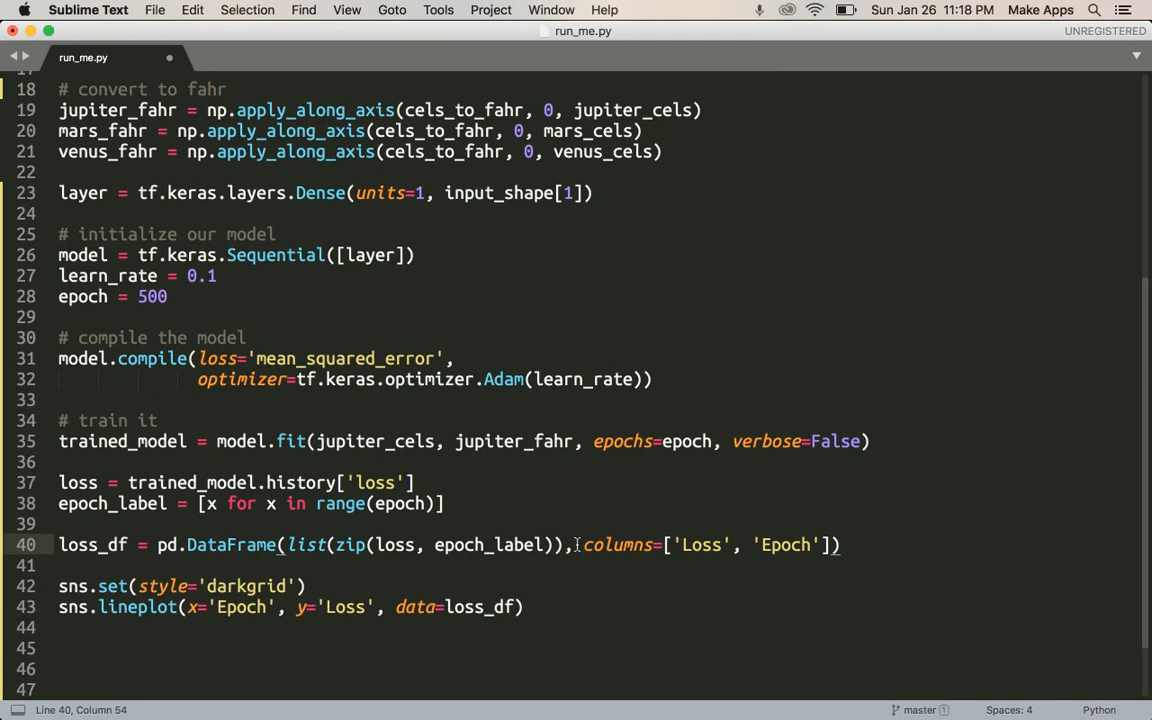 Sublime Text File Edit Selection Find View Goto Tools Project Window Help Sun Jan 26 11:18 PM Make Apps
run_me.py UNREGISTERED
run_me.py
18 # convert to fahr
19 jupiter_fahr = np.apply_along_axis(cels_to_fahr, 0, jupiter_cels)
20 mars_fahr = np.apply_along_axis(cels_to_fahr, 0, mars_cels)
21 venus_fahr = np.apply_along_axis(cels_to_fahr, 0, venus_cels)
22
23 layer = tf.keras.layers.Dense(units=1, input_shape[1])
24
25 # initialize our model
26 model = tf.keras.Sequential([layer])
27 learn_rate = 0.1
28 epoch = 500
29
30 # compile the model
31 model.compile(loss='mean_squared_error',
32 optimizer=tf.keras.optimizer.Adam(learn_rate))
33
34 # train it
35 trained_model = model.fit(jupiter_cels, jupiter_fahr, epochs=epoch, verbose=False)
36
37 loss = trained_model.history['loss']
38 epoch_label = [x for x in range(epoch)]
39
40 loss_df = pd.DataFrame(list(zip(loss, epoch_label)), columns=['Loss', 'Epoch'])
41
42 sns.set(style='darkgrid')
43 sns.lineplot(x='Epoch', y='Loss', data=loss_df)
44
45
46
47
Line 40, Column 54 master 1 Spaces: 4 Python